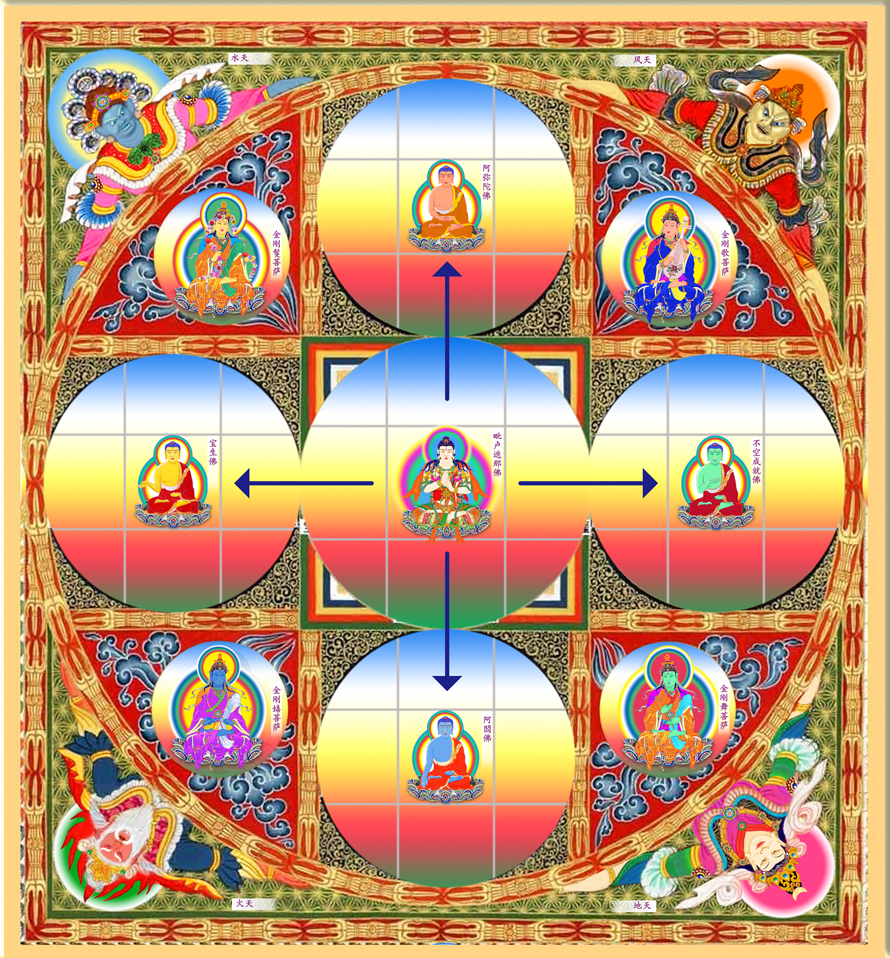 水天
风天
阿弥陀佛
金刚鬘菩萨
金刚歌菩萨
宝生佛
毗卢遮那佛
不空成就佛
金刚嬉菩萨
阿閦佛
金刚舞菩萨
火天
地天